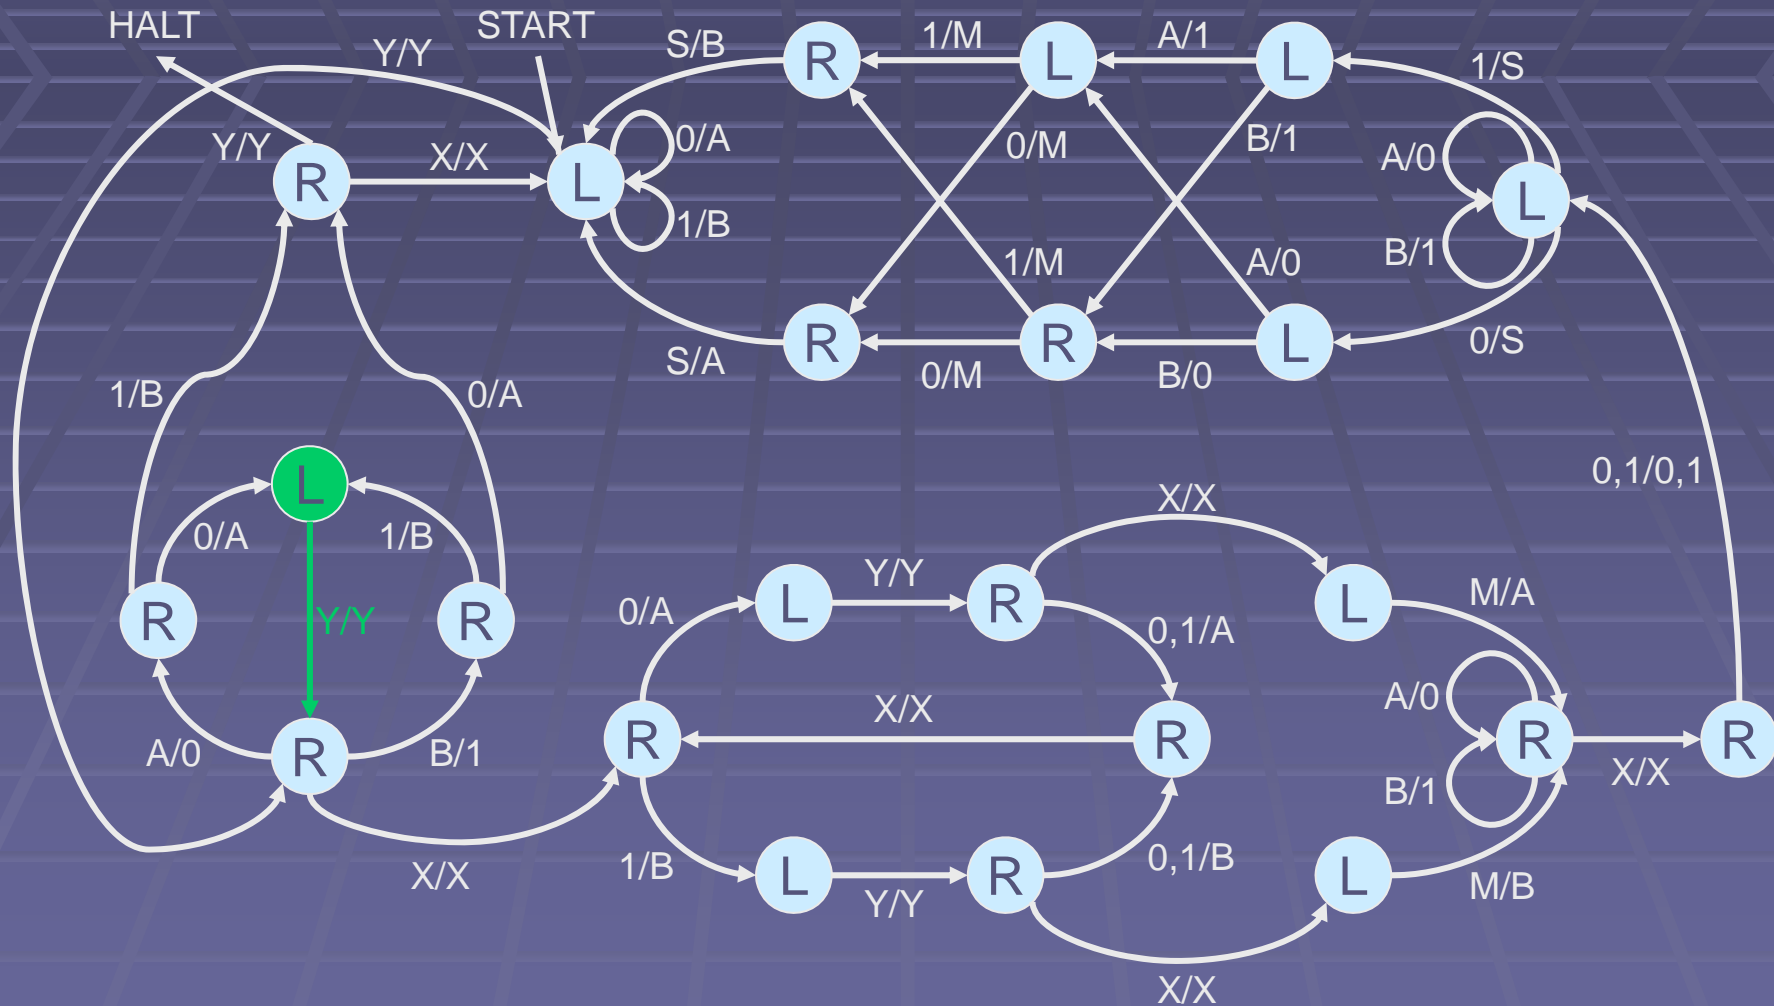 HALT
START
Y/Y
S/B
1/M
A/1
1/S
R
L
L
Y/Y
X/X
0/A
0/M
B/1
A/0
R
L
L
1/B
1/M
A/0
B/1
S/A
R
R
L
0/S
0/M
B/0
1/B
0/A
L
0,1/0,1
0/A
1/B
X/X
Y/Y
M/A
R
Y/Y
R
0/A
L
R
0,1/A
L
A/0
X/X
A/0
R
B/1
R
R
R
R
X/X
B/1
X/X
1/B
L
Y/Y
R
0,1/B
L
M/B
X/X